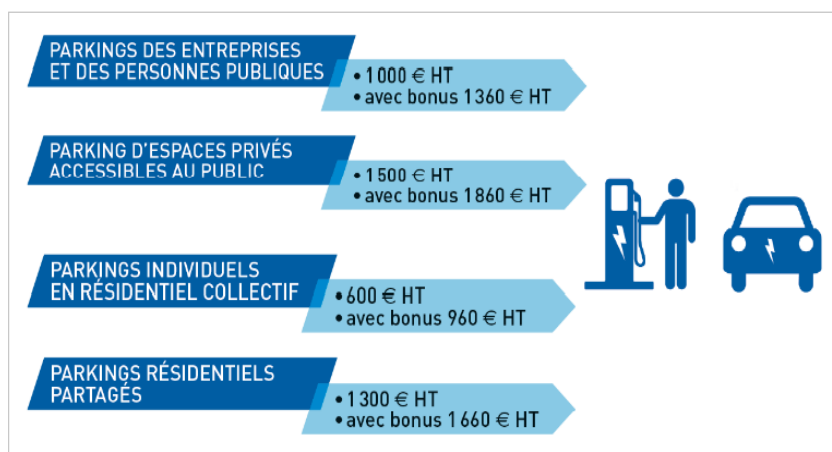 PARKINGS DES ENTREPRISES
ET DES PERSONNES PUBLIQUES
• 1 000 € HT
• avec bonus 1 360 € HT
PARKING D'ESPACES PRIVÉS
ACCESSIBLES AU PUBLIC
• 1 500 € HT
• avec bonus 1 860 € HT
PARKINGS INDIVIDUELS
EN RÉSIDENTIEL COLLECTIF
• 600 € HT
• avec bonus 960 € HT
PARKINGS RÉSIDENTIELS
PARTAGÉS
• 1 300 € HT
• avec bonus 1 660 € HT